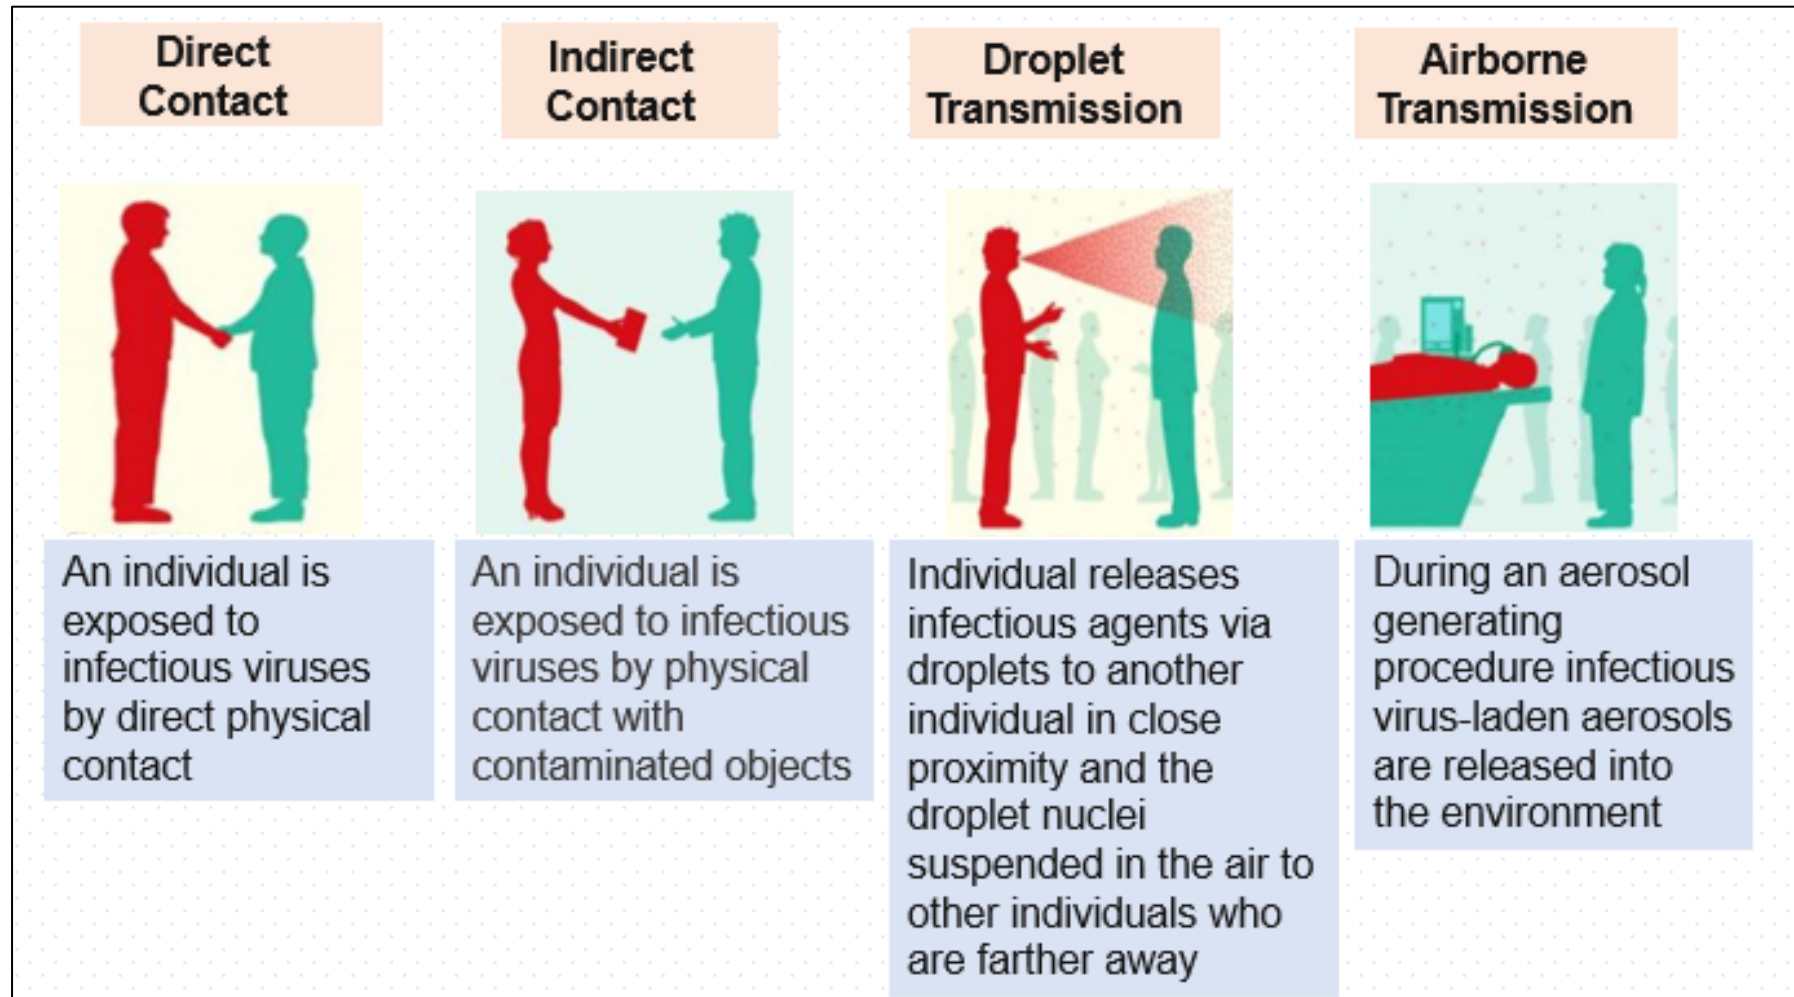 Direct
Contact
Indirect
Contact
Droplet
Transmission
Airborne
Transmission
An individual is
exposed to
infectious viruses
by direct physical
contact
An individual is
exposed to infectious
viruses by physical
contact with
contaminated objects
Individual releases
infectious agents via
droplets to another
individual in close
proximity and the
droplet nuclei
suspended in the air to
other individuals who
are farther away
During an aerosol
generating
procedure infectious
virus-laden aerosols
are released into
the environment